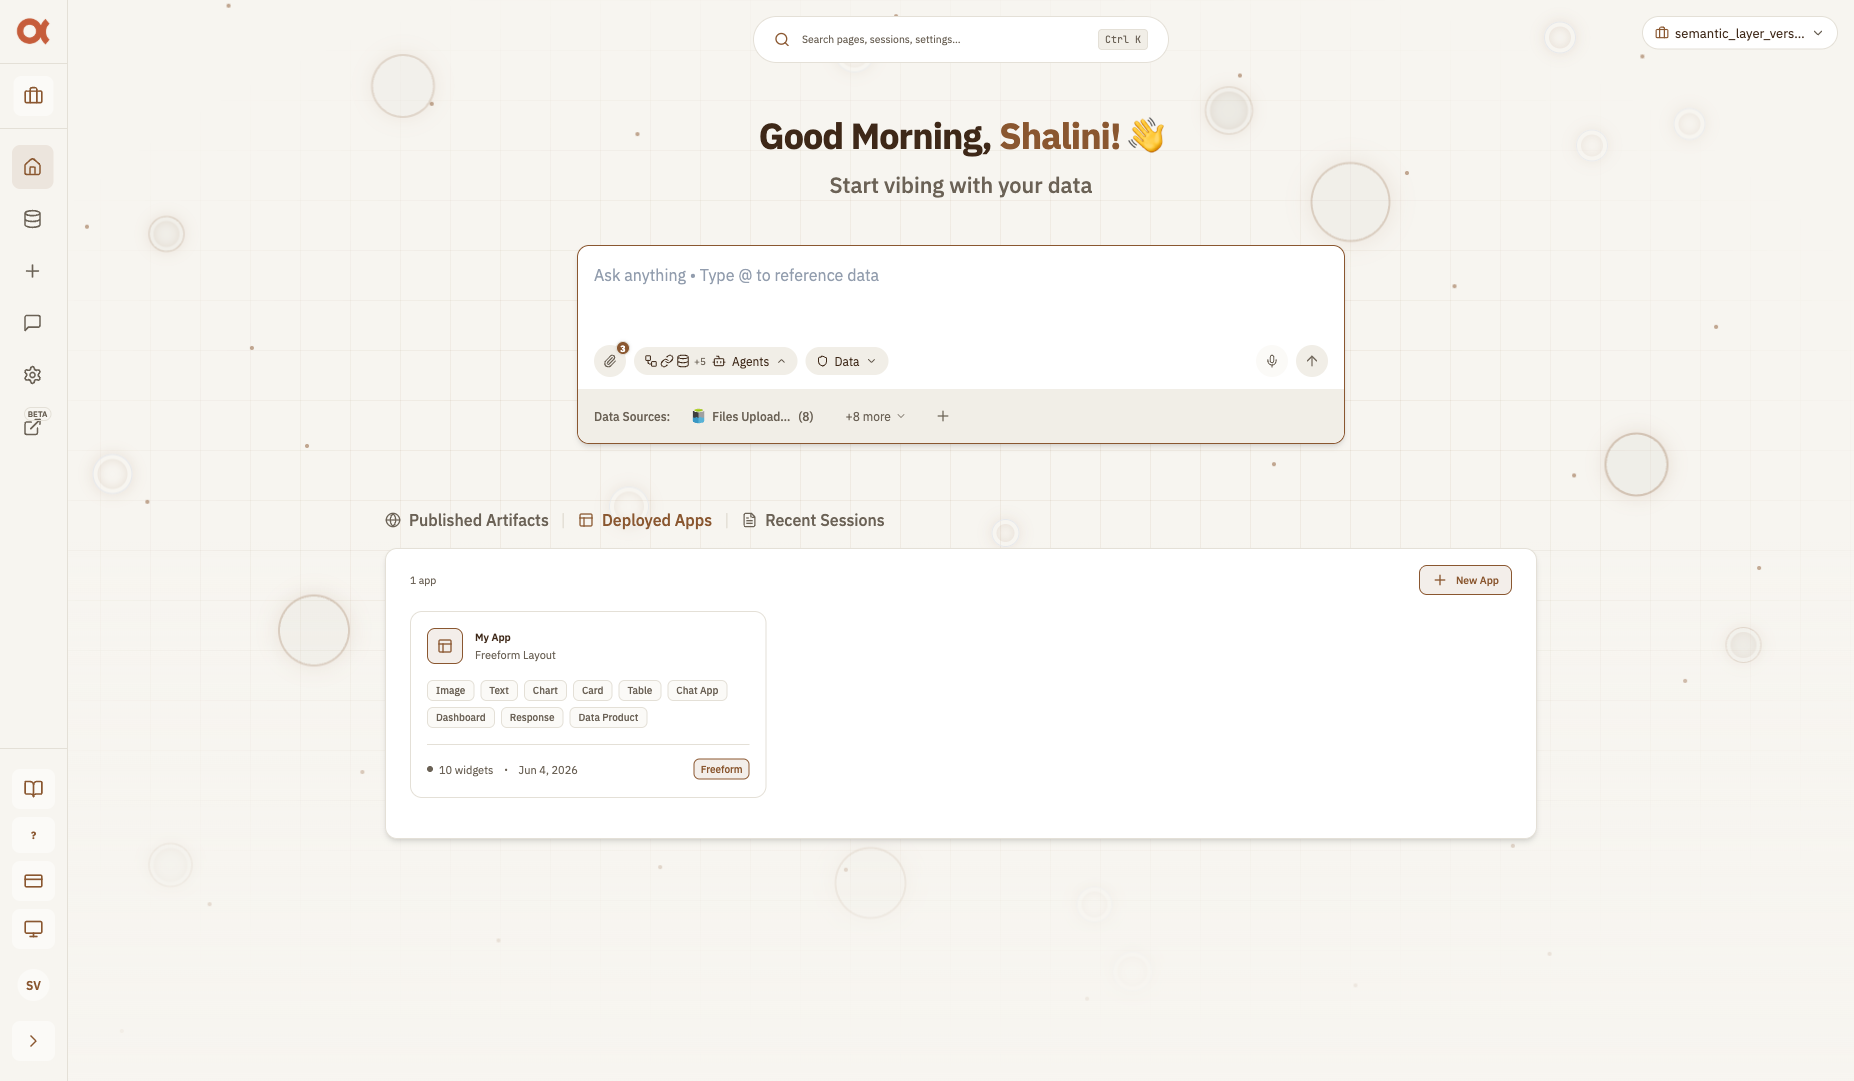 Search pages, sessions, settings...
Ctrl K
semantic_layer_vers...
Good Morning, Shalini! 👋
Start vibing with your data
Ask anything • Type @ to reference data
3
+5 Agents
Data
Data Sources: Files Upload... (8) +8 more
BETA
Published Artifacts
Deployed Apps
Recent Sessions
1 app
New App
My App
Freeform Layout
Image Text Chart Card Table Chat App
Dashboard Response Data Product
10 widgets • Jun 4, 2026
Freeform
?
SV